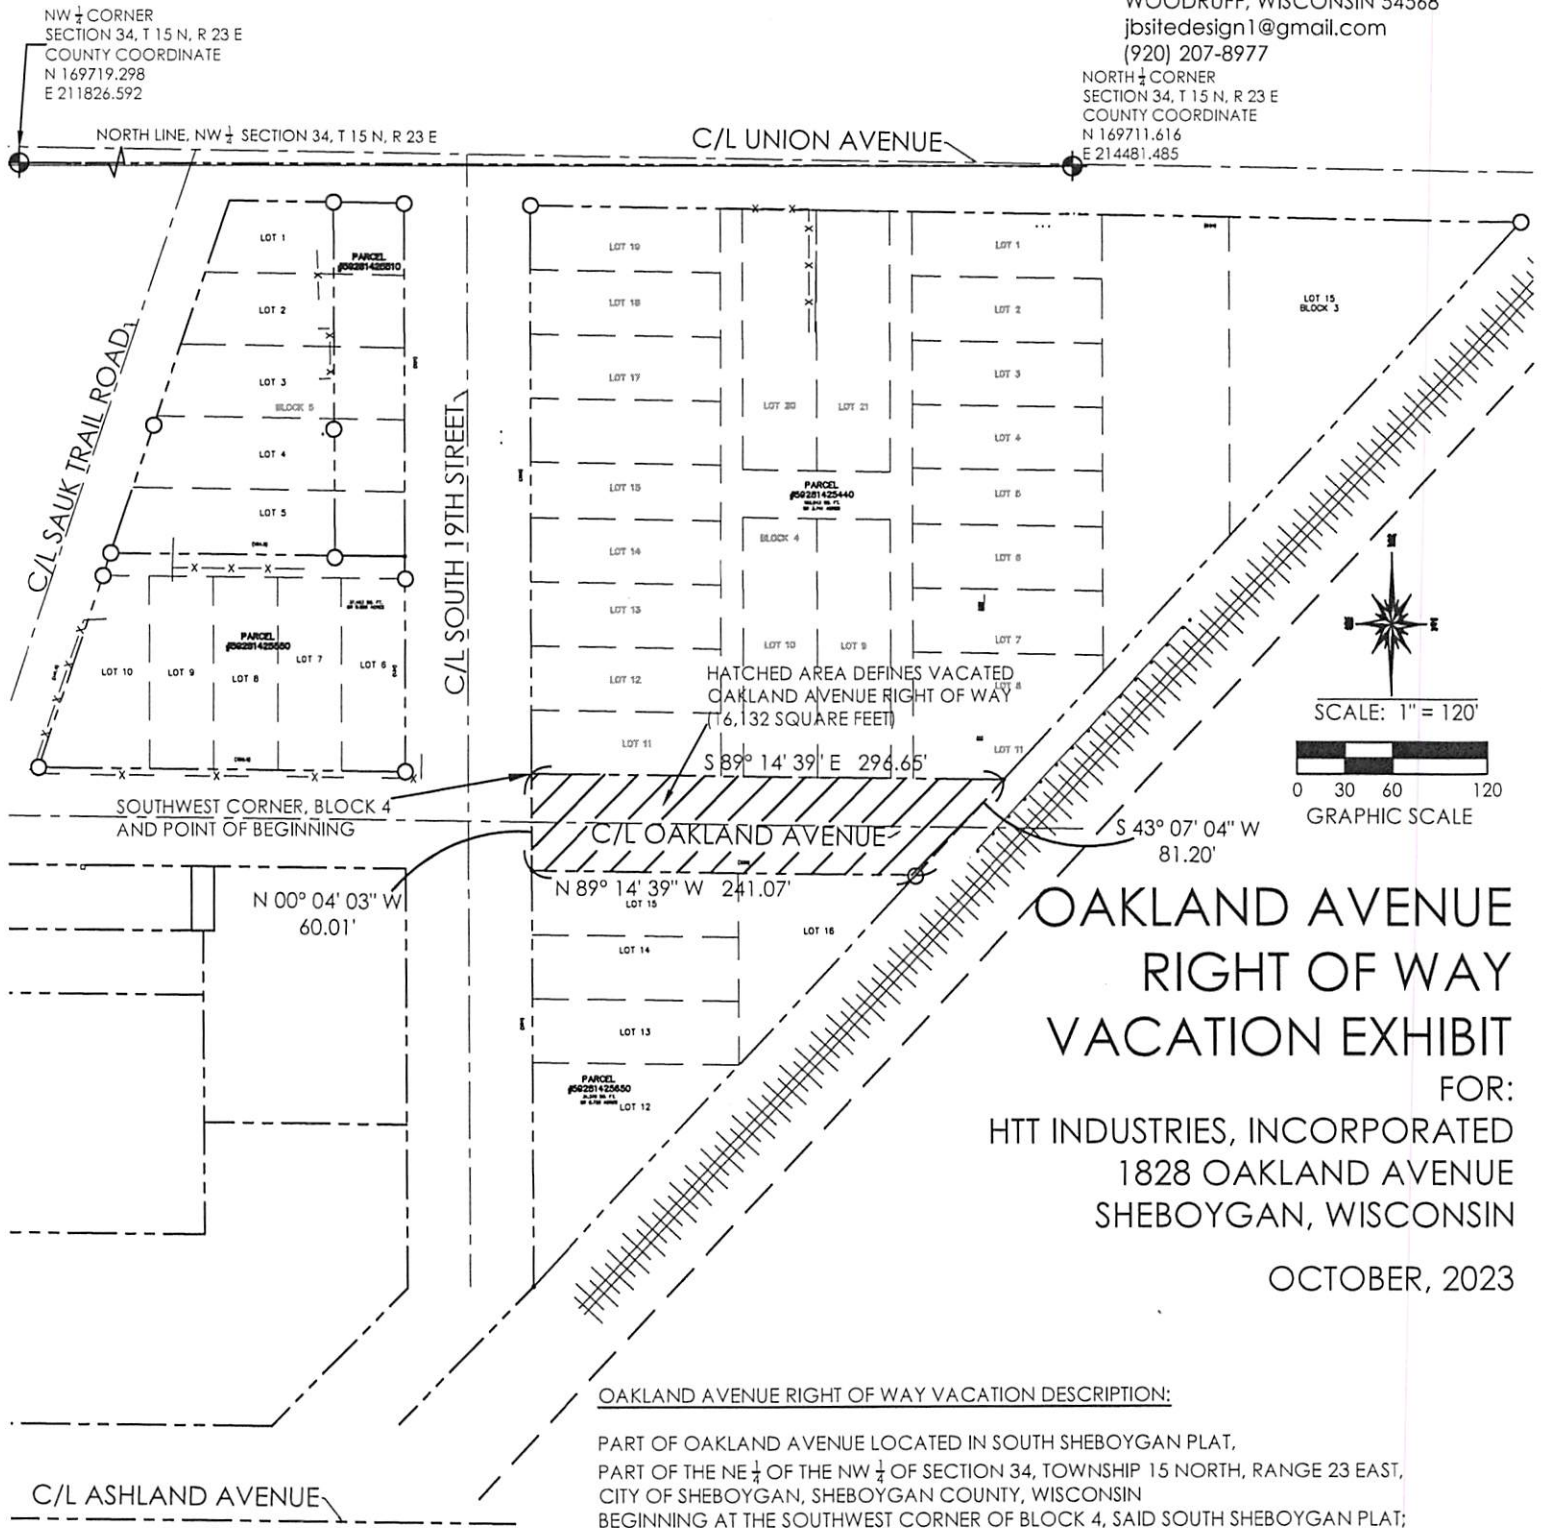 WOODRUFF, WISCONSIN 54568
jbsitedesign1@gmail.com
(920) 207-8977
NW 1/4 CORNER
SECTION 34, T 15 N, R 23 E
COUNTY COORDINATE
N 169719.298
E 211826.592
NORTH 1/4 CORNER
SECTION 34, T 15 N, R 23 E
COUNTY COORDINATE
N 169711.616
E 214481.485
NORTH LINE, NW 1/4 SECTION 34, T 15 N, R 23 E
C/L UNION AVENUE
C/L SAUK TRAIL ROAD
C/L SOUTH 19TH STREET
LOT 1
PARCEL
#59281425510
LOT 2
LOT 3
BLOCK 5
LOT 4
LOT 5
PARCEL
LOT 10
LOT 9
LOT 8
LOT 7
LOT 6
LOT 19
LOT 18
LOT 17
LOT 15
LOT 14
LOT 13
LOT 12
LOT 11
LOT 20
LOT 21
PARCEL
#59281425440
BLOCK 4
LOT 10
LOT 9
LOT 1
LOT 2
LOT 3
LOT 4
LOT 5
LOT 6
LOT 7
LOT 8
LOT 11
LOT 15
BLOCK 3
HATCHED AREA DEFINES VACATED
OAKLAND AVENUE RIGHT OF WAY
(16,132 SQUARE FEET)
S 89° 14' 39" E 296.65'
SOUTHWEST CORNER, BLOCK 4
AND POINT OF BEGINNING
C/L OAKLAND AVENUE
S 43° 07' 04" W
81.20'
N 00° 04' 03" W
60.01'
N 89° 14' 39" W 241.07'
LOT 15
LOT 16
LOT 14
LOT 13
PARCEL
#59281425650
LOT 12
SCALE: 1" = 120'
0 30 60 120
GRAPHIC SCALE
OAKLAND AVENUE
RIGHT OF WAY
VACATION EXHIBIT
FOR:
HTT INDUSTRIES, INCORPORATED
1828 OAKLAND AVENUE
SHEBOYGAN, WISCONSIN
OCTOBER, 2023
OAKLAND AVENUE RIGHT OF WAY VACATION DESCRIPTION:
PART OF OAKLAND AVENUE LOCATED IN SOUTH SHEBOYGAN PLAT,
PART OF THE NE 1/4 OF THE NW 1/4 OF SECTION 34, TOWNSHIP 15 NORTH, RANGE 23 EAST,
CITY OF SHEBOYGAN, SHEBOYGAN COUNTY, WISCONSIN
BEGINNING AT THE SOUTHWEST CORNER OF BLOCK 4, SAID SOUTH SHEBOYGAN PLAT;
C/L ASHLAND AVENUE